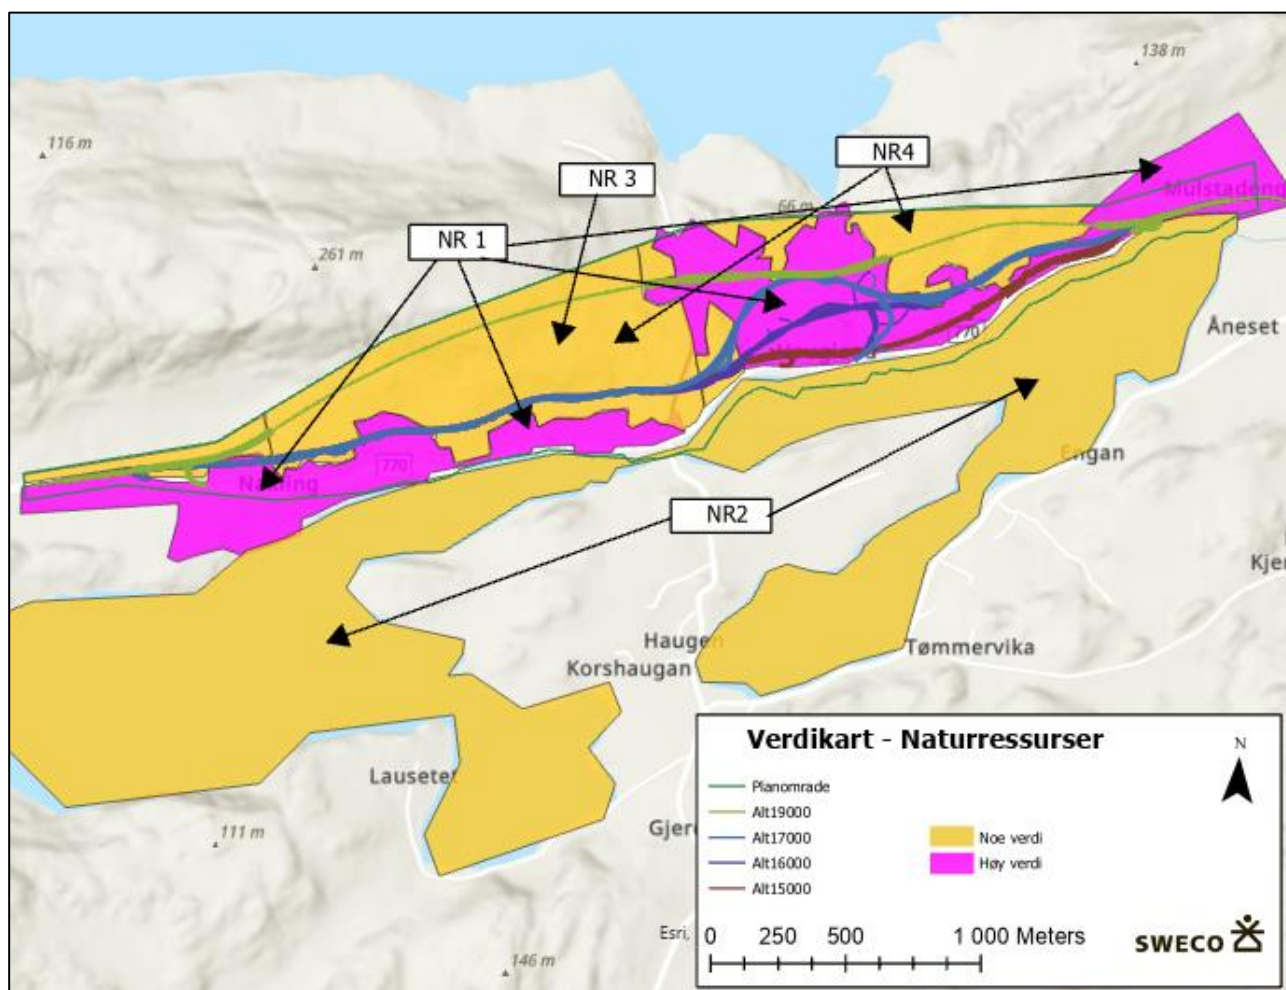 138 m
116 m
NR4
NR 3
Mulstadend
66 m
NR 1
261 m
Åneset
770
770
Engan
NR2
Kjer
Haugen
Tømmervika
Korshaugan
Verdikart - Naturressurser
N
Lausetet
Planomrade
Alt19000
111 m
Gjer
Alt17000
Noe verdi
Alt16000
Høy verdi
Alt15000
Esri,
0 250 500 1 000 Meters
SWECO
146 m